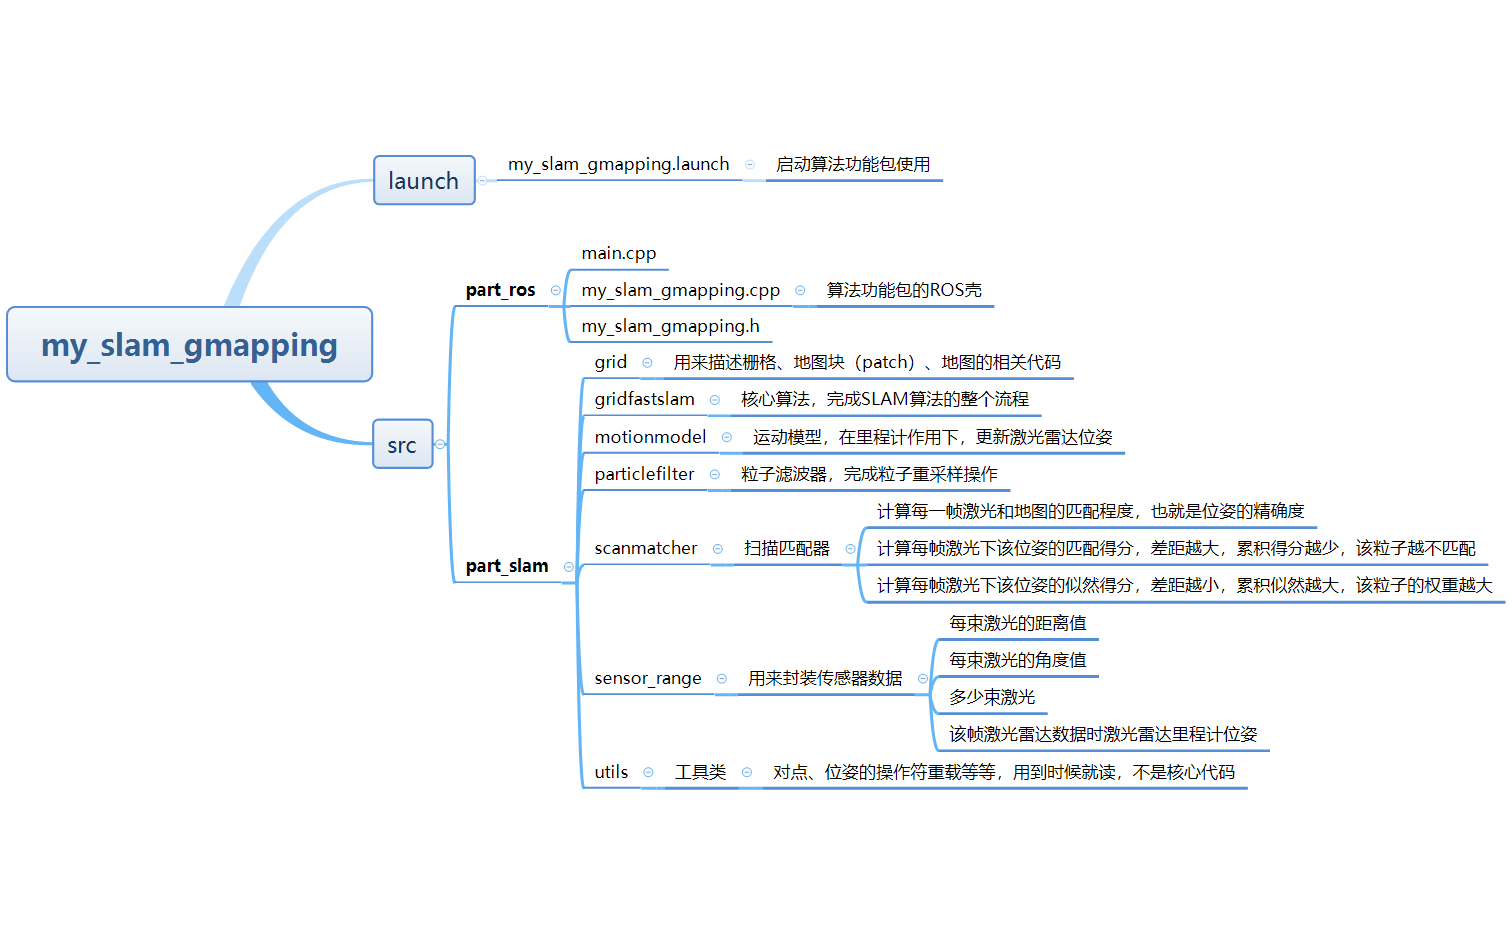 my_slam_gmapping
launch
my_slam_gmapping.launch
启动算法功能包使用
src
part_ros
main.cpp
my_slam_gmapping.cpp
算法功能包的ROS壳
my_slam_gmapping.h
part_slam
grid
用来描述栅格、地图块（patch）、地图的相关代码
gridfastslam
核心算法，完成SLAM算法的整个流程
motionmodel
运动模型，在里程计作用下，更新激光雷达位姿
particlefilter
粒子滤波器，完成粒子重采样操作
scanmatcher
扫描匹配器
计算每一帧激光和地图的匹配程度，也就是位姿的精确度
计算每帧激光下该位姿的匹配得分，差距越大，累积得分越少，该粒子越不匹配
计算每帧激光下该位姿的似然得分，差距越小，累积似然越大，该粒子的权重越大
sensor_range
用来封装传感器数据
每束激光的距离值
每束激光的角度值
多少束激光
该帧激光雷达数据时激光雷达里程计位姿
utils
工具类
对点、位姿的操作符重载等等，用到时候就读，不是核心代码